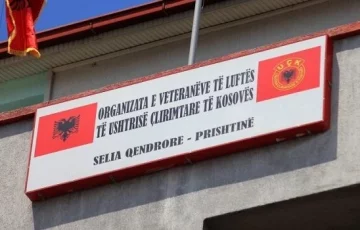 ORGANIZATA E VETERANËVE TË LUFTËS
TË USHTRISË ÇLIRIMTARE TË KOSOVËS
SELIA QENDRORE - PRISHTINË
UÇK